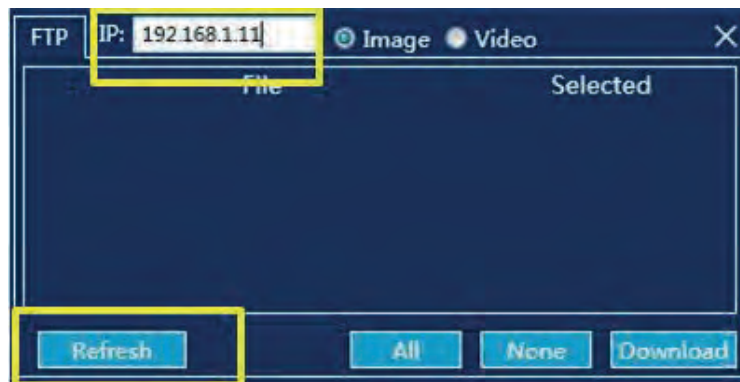 FTP IP: 192.168.1.11 Image Video
File Selected
Refresh All None Download